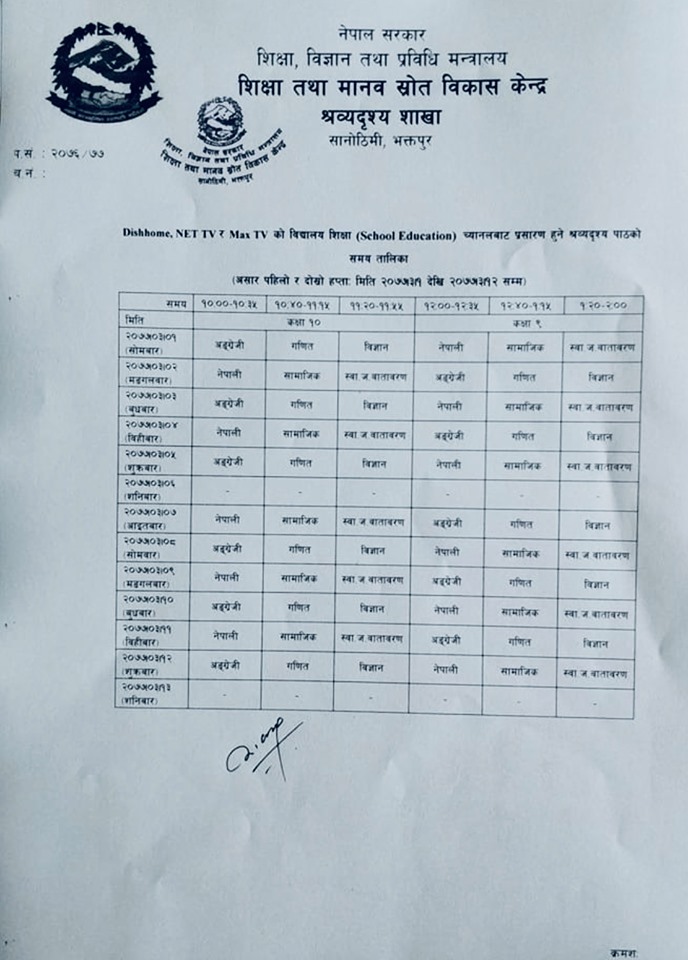 नेपाल सरकार
शिक्षा, विज्ञान तथा प्रविधि मन्त्रालय
शिक्षा तथा मानव स्रोत विकास केन्द्र
श्रव्यदृश्य शाखा
सानोठिमी, भक्तपुर
नेपाल सरकार
शिक्षा, विज्ञान तथा प्रविधि मन्त्रालय
शिक्षा तथा मानव स्रोत विकास केन्द्र
सानोठिमी, भक्तपुर
प.सं. : २०७६/७७
च.नं. :
Dishhome, NET TV र Max TV को विद्यालय शिक्षा (School Education) च्यानलबाट प्रसारण हुने श्रव्यदृश्य पाठको
समय तालिका
(असार पहिलो र दोस्रो हप्ता: मिति २०७७।३।१ देखि २०७७।३।१२ सम्म)
समय १०:००-१०:३५ १०:४०-११:१५ ११:२०-११:५५ १२:००-१२:३५ १२:४०-१:१५ १:२०-२:००
मिति कक्षा १० कक्षा ९
२०७७।०३।०१
(सोमबार) अङ्ग्रेजी गणित विज्ञान नेपाली सामाजिक स्वा.ज.वातावरण
२०७७।०३।०२
(मङ्गलबार) नेपाली सामाजिक स्वा.ज.वातावरण अङ्ग्रेजी गणित विज्ञान
२०७७।०३।०३
(बुधबार) अङ्ग्रेजी गणित विज्ञान नेपाली सामाजिक स्वा.ज.वातावरण
२०७७।०३।०४
(विहीबार) नेपाली सामाजिक स्वा.ज.वातावरण अङ्ग्रेजी गणित विज्ञान
२०७७।०३।०५
(शुक्रबार) अङ्ग्रेजी गणित विज्ञान नेपाली सामाजिक स्वा.ज.वातावरण
२०७७।०३।०६
(शनिबार) - - - - - -
२०७७।०३।०७
(आइतबार) नेपाली सामाजिक स्वा.ज.वातावरण अङ्ग्रेजी गणित विज्ञान
२०७७।०३।०८
(सोमबार) अङ्ग्रेजी गणित विज्ञान नेपाली सामाजिक स्वा.ज.वातावरण
२०७७।०३।०९
(मङ्गलबार) नेपाली सामाजिक स्वा.ज.वातावरण अङ्ग्रेजी गणित विज्ञान
२०७७।०३।१०
(बुधबार) अङ्ग्रेजी गणित विज्ञान नेपाली सामाजिक स्वा.ज.वातावरण
२०७७।०३।११
(विहीबार) नेपाली सामाजिक स्वा.ज.वातावरण अङ्ग्रेजी गणित विज्ञान
२०७७।०३।१२
(शुक्रबार) अङ्ग्रेजी गणित विज्ञान नेपाली सामाजिक स्वा.ज.वातावरण
२०७७।०३।१३
(शनिबार) - - - - - -
क्रमश: